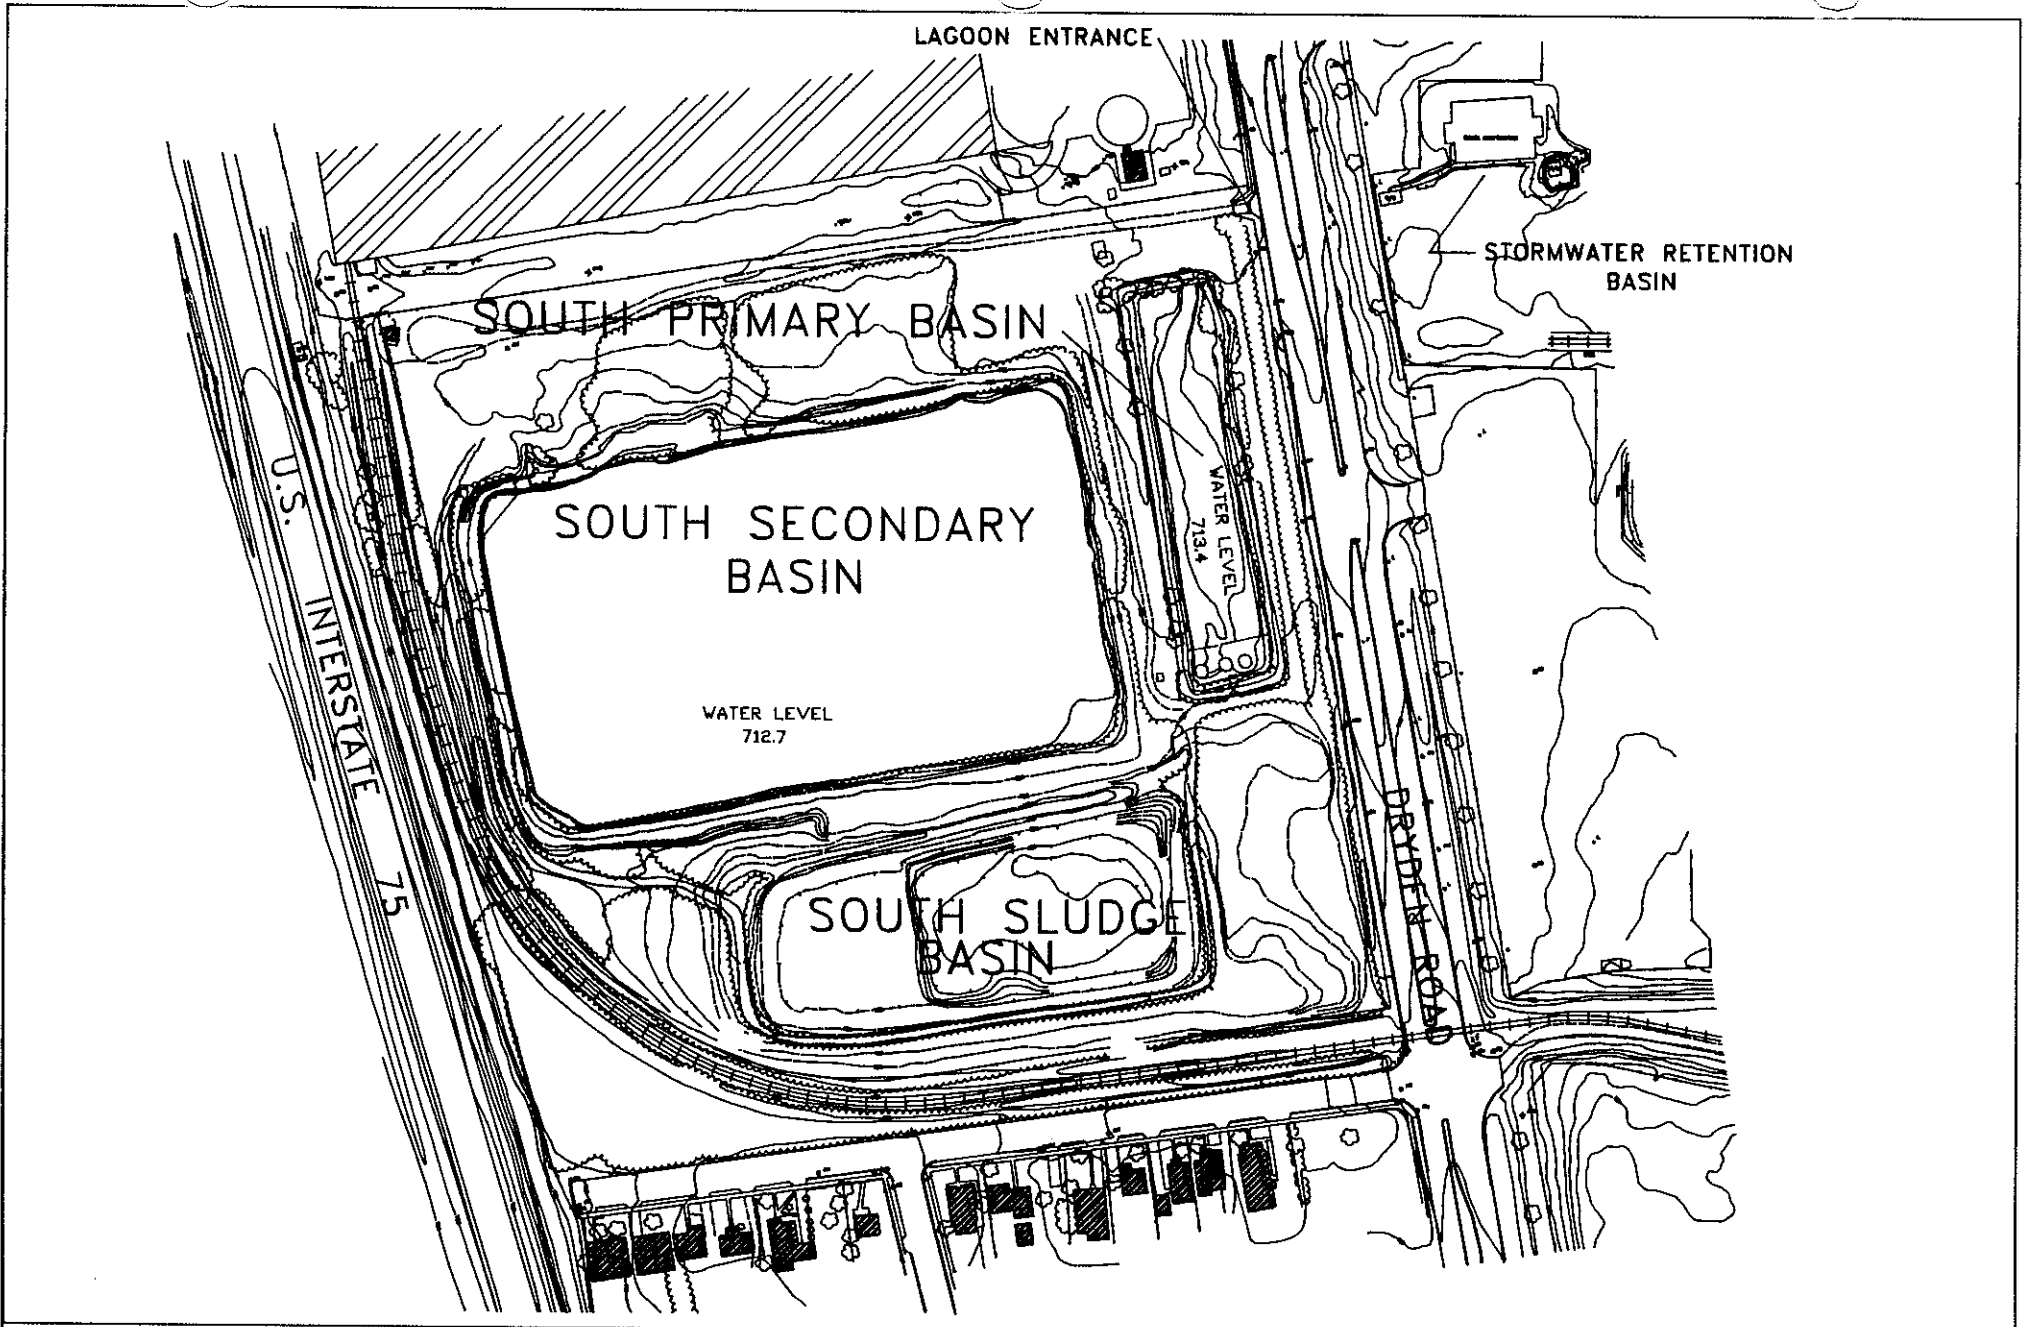 LAGOON ENTRANCE
STORMWATER RETENTION
BASIN
SOUTH PRIMARY BASIN
SOUTH SECONDARY
BASIN
WATER LEVEL
713.4
WATER LEVEL
712.7
U.S. INTERSTATE 75
SOUTH SLUDGE
BASIN
DRYDEN ROAD